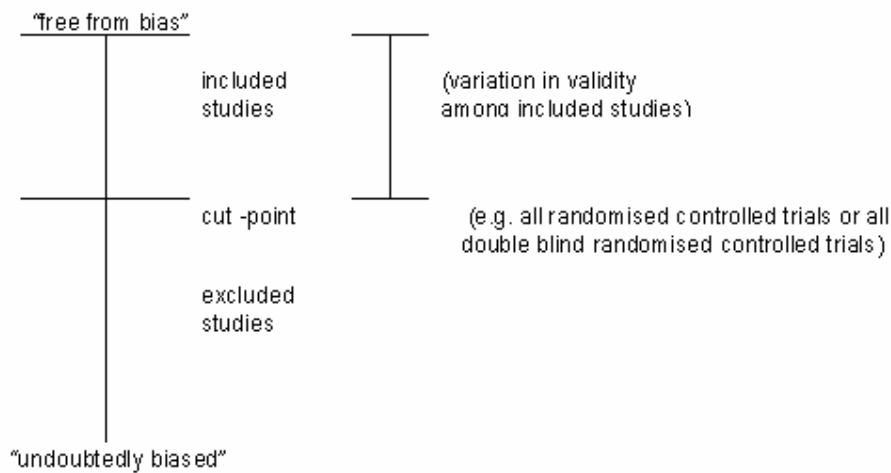 “free from bias”
included
studies
(variation in validity
among included studies)
cut -point
(e.g. all randomised controlled trials or all
double blind randomised controlled trials)
excluded
studies
“undoubtedly biased”